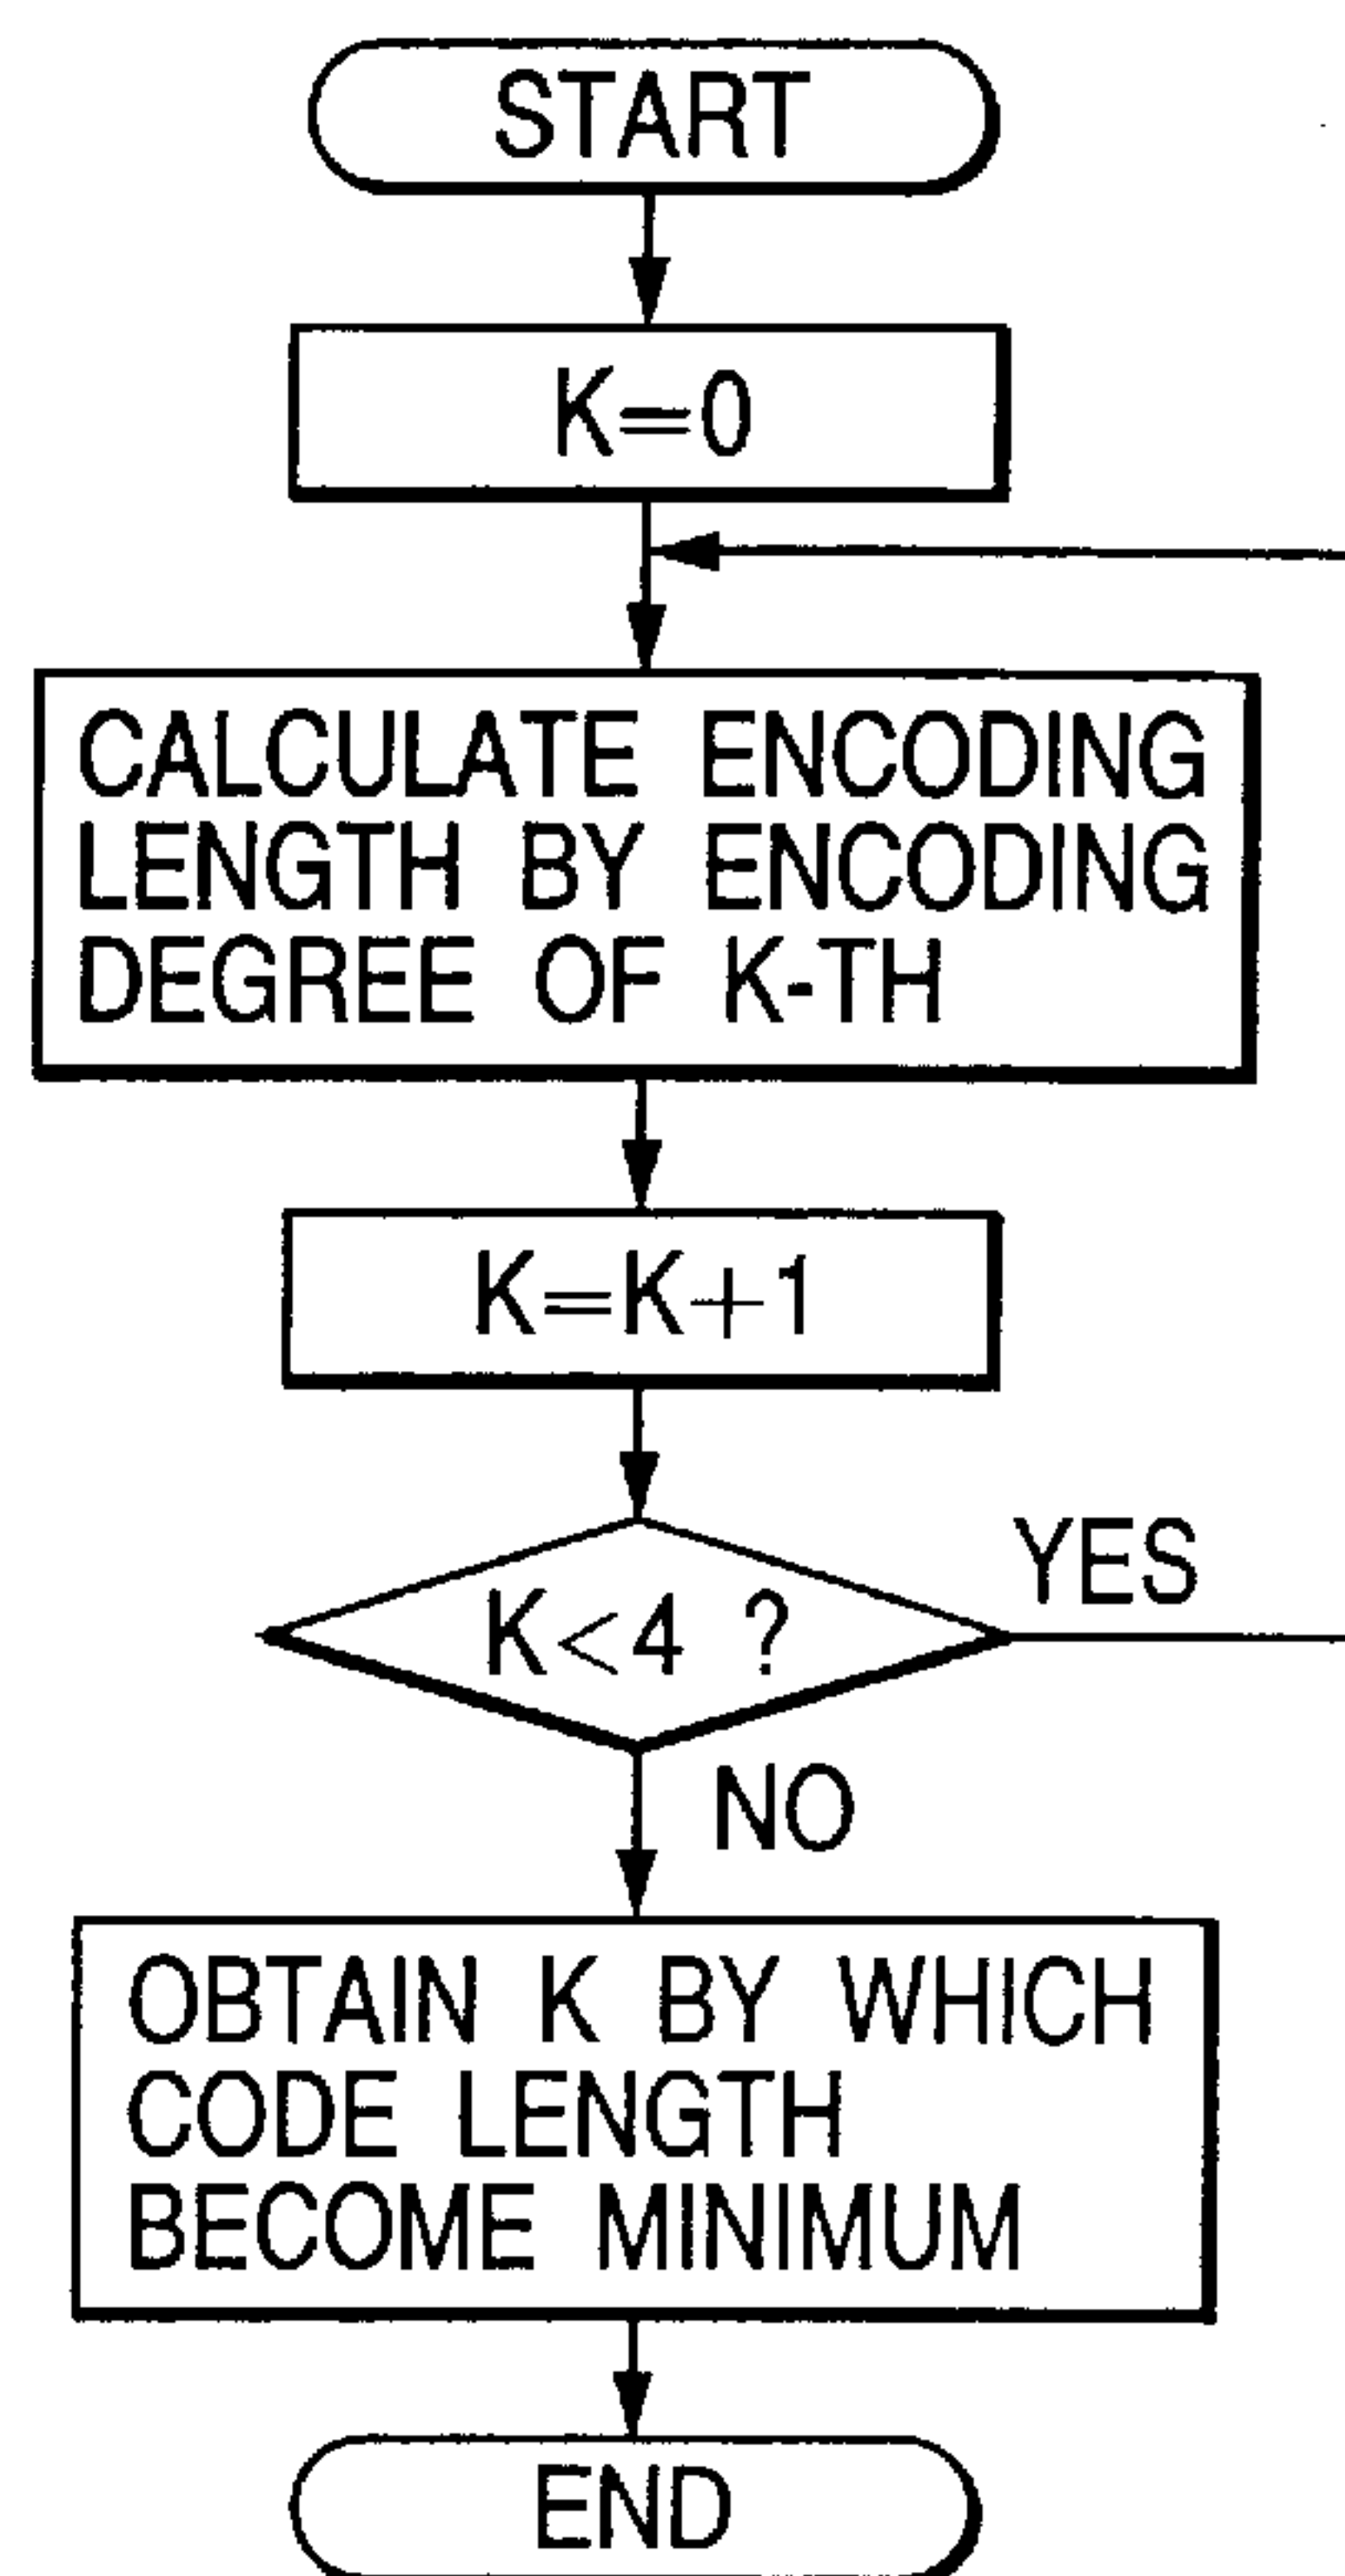 START
K=0
CALCULATE ENCODING
LENGTH BY ENCODING
DEGREE OF K-TH
K=K+1
K<4 ?
YES
NO
OBTAIN K BY WHICH
CODE LENGTH
BECOME MINIMUM
END